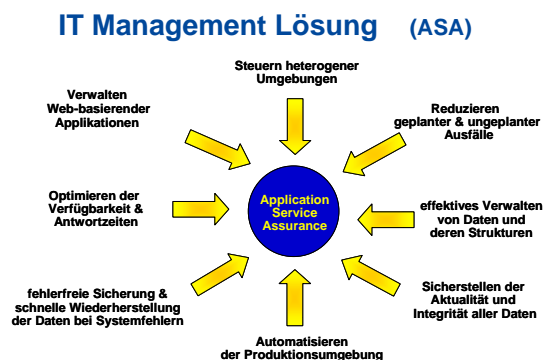 IT Management Lösung (ASA)
Steuern heterogener
Umgebungen
Verwalten
Web-basierender
Applikationen
Reduzieren
geplanter & ungeplanter
Ausfälle
Optimieren der
Verfügbarkeit &
Antwortzeiten
Application
Service
Assurance
effektives Verwalten
von Daten und
deren Strukturen
fehlerfreie Sicherung &
schnelle Wiederherstellung
der Daten bei Systemfehlern
Sicherstellen der
Aktualität und
Integrität aller Daten
Automatisieren
der Produktionsumgebung